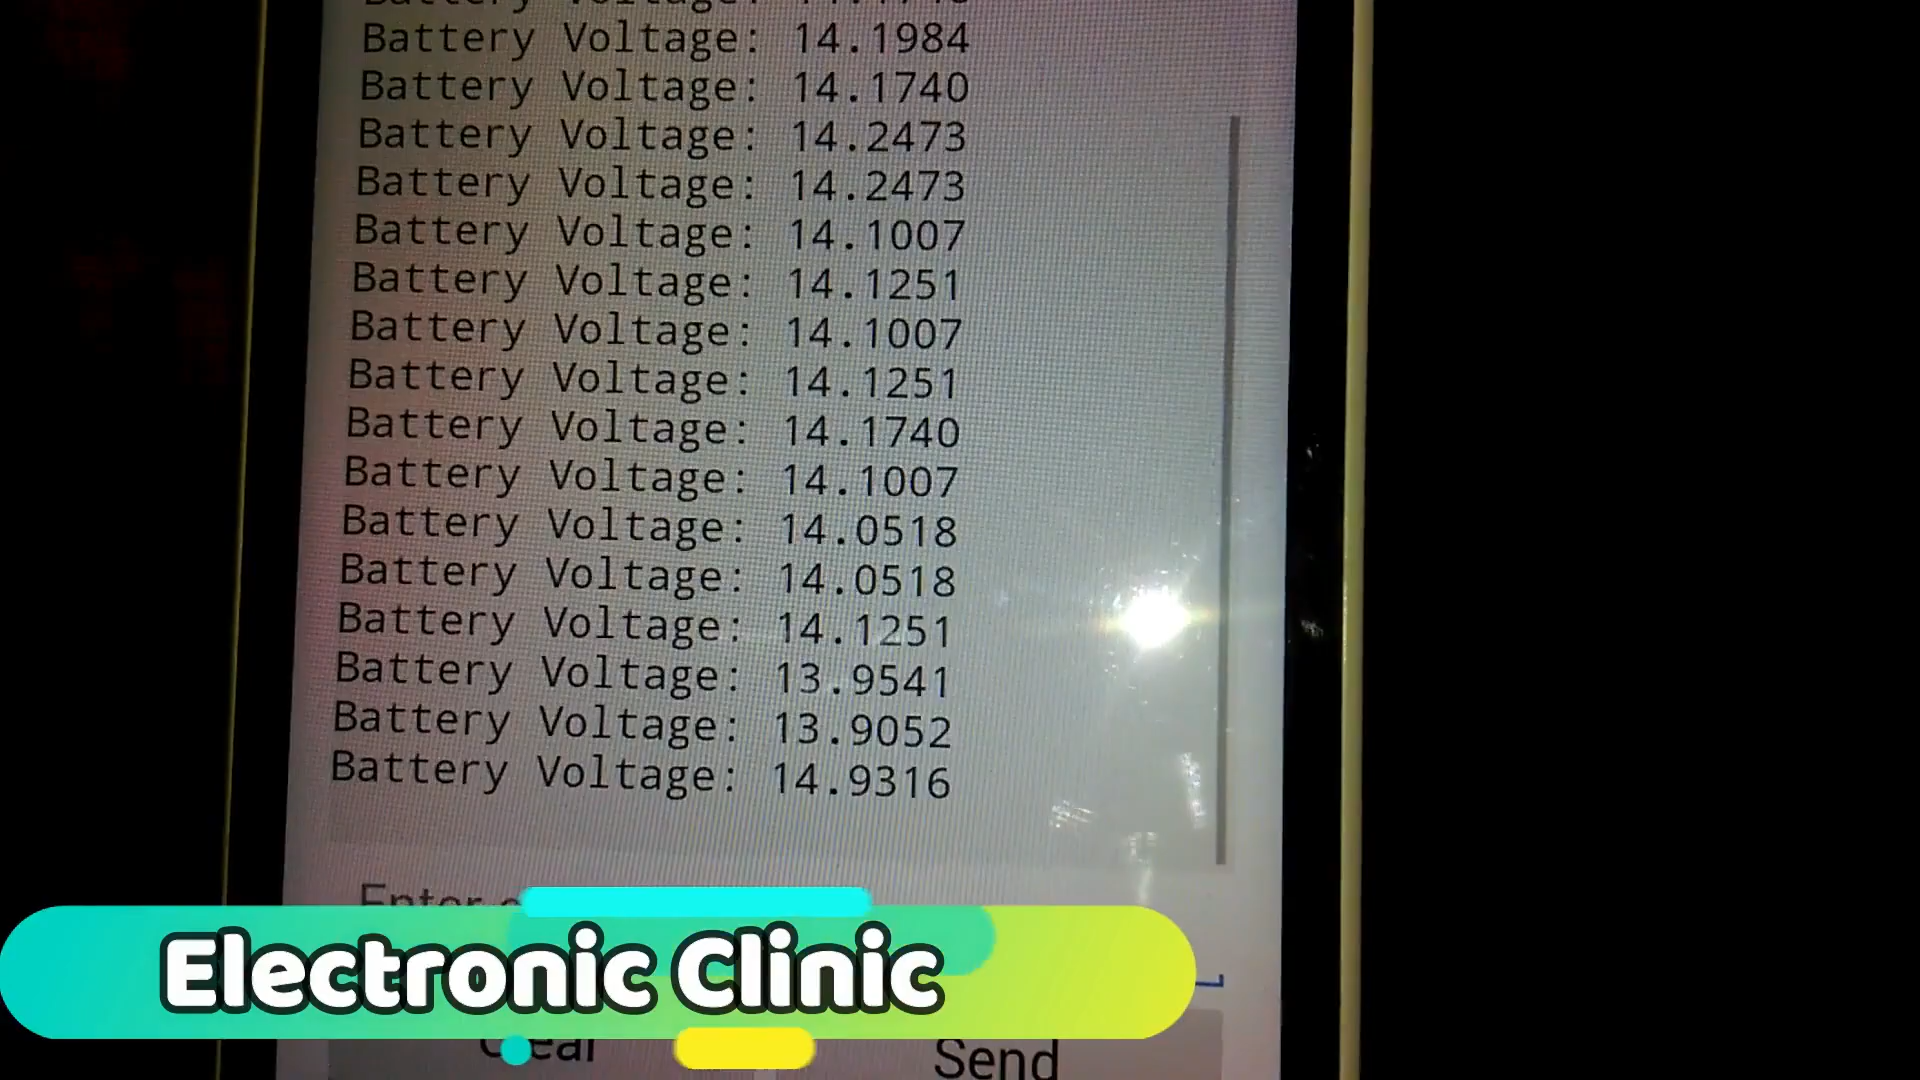 Battery Voltage: 14.1984
Battery Voltage: 14.1740
Battery Voltage: 14.2473
Battery Voltage: 14.2473
Battery Voltage: 14.1007
Battery Voltage: 14.1251
Battery Voltage: 14.1007
Battery Voltage: 14.1251
Battery Voltage: 14.1740
Battery Voltage: 14.1007
Battery Voltage: 14.0518
Battery Voltage: 14.0518
Battery Voltage: 14.1251
Battery Voltage: 13.9541
Battery Voltage: 13.9052
Battery Voltage: 14.9316
Enter
Electronic Clinic
Clear
Send